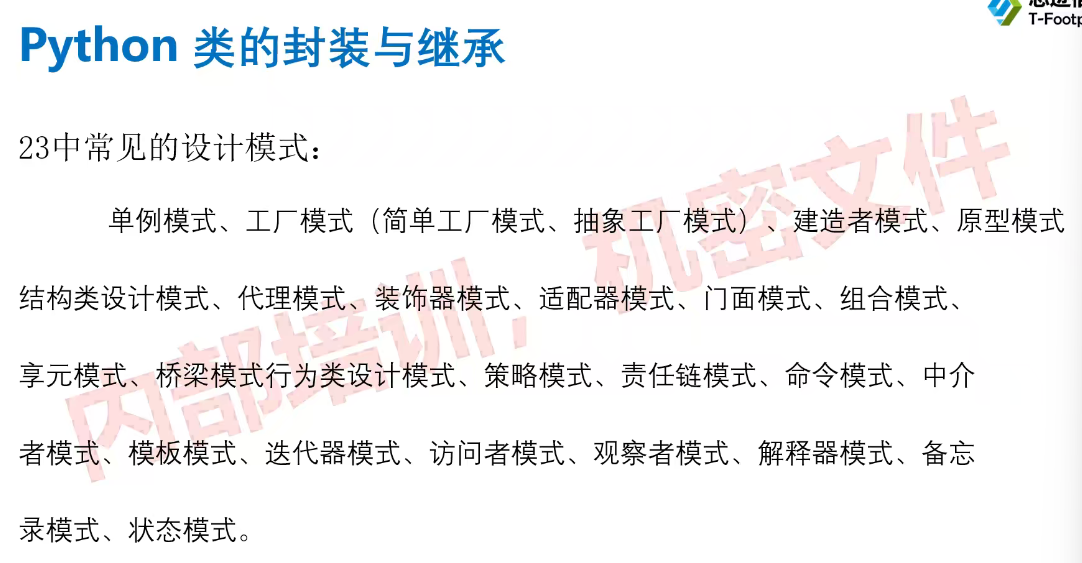 T-Footp
Python 类的封装与继承
23中常见的设计模式：
单例模式、工厂模式（简单工厂模式、抽象工厂模式）、建造者模式、原型模式
结构类设计模式、代理模式、装饰器模式、适配器模式、门面模式、组合模式、
享元模式、桥梁模式行为类设计模式、策略模式、责任链模式、命令模式、中介
者模式、模板模式、迭代器模式、访问者模式、观察者模式、解释器模式、备忘
录模式、状态模式。
内部培训，机密文件